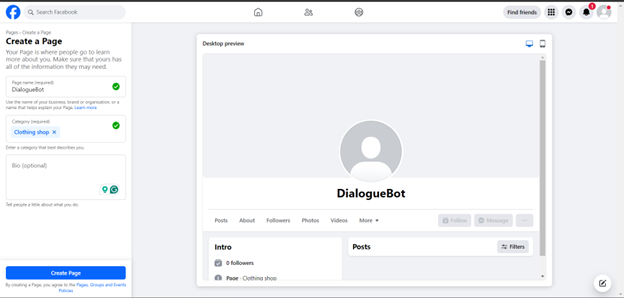 Search Facebook
Find friends
1
Pages › Create a Page
Create a Page
Your Page is where people go to learn
more about you. Make sure that yours has
all of the information they may need.
Page name (required)
DialogueBot
Use the name of your business, brand or organisation, or a
name that helps explain your Page. Learn more
Category (required)
Clothing shop ×
Enter a category that best describes you.
Bio (optional)
Tell people a little about what you do.
Create Page
By creating a Page, you agree to the Pages, Groups and Events
Policies
Desktop preview
DialogueBot
Posts About Followers Photos Videos More
Follow Message ...
Intro
0 followers
Page · Clothing shop
Posts
Filters